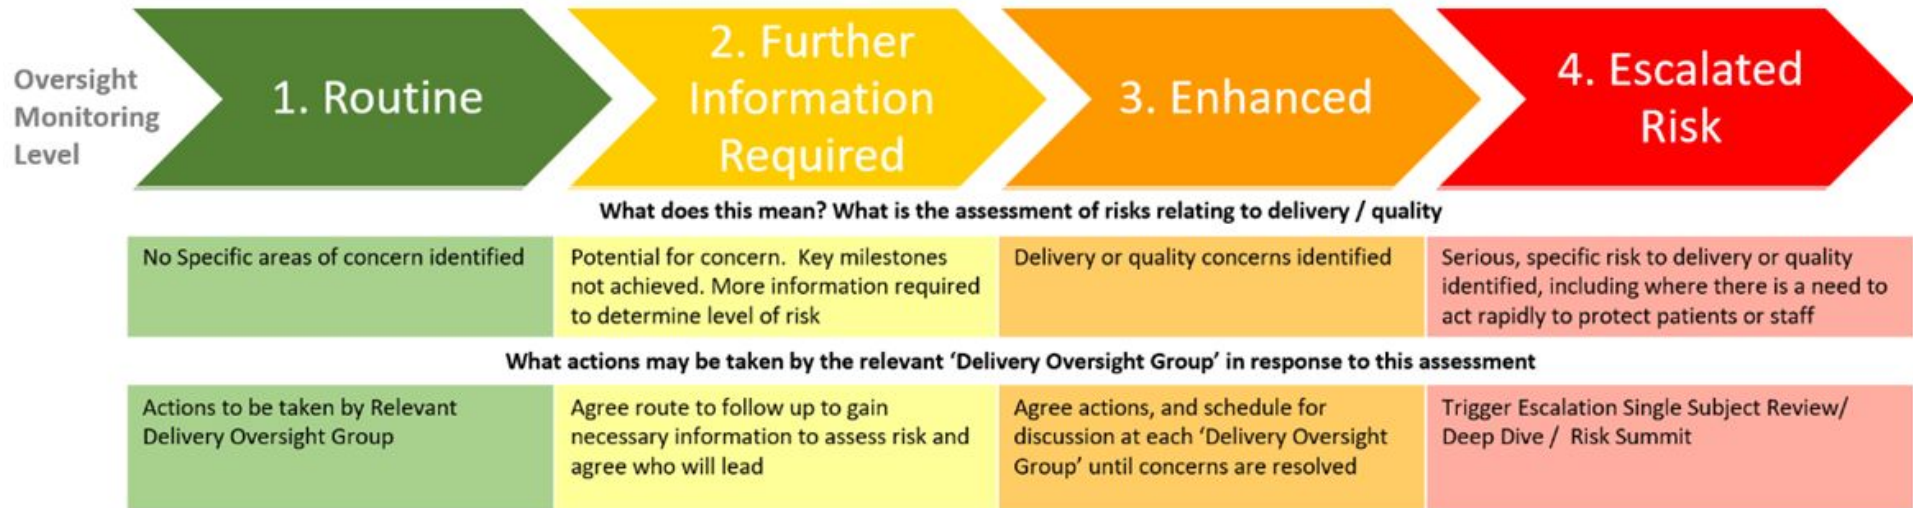 Oversight
Monitoring
Level
1. Routine
2. Further
Information
Required
3. Enhanced
4. Escalated
Risk
What does this mean? What is the assessment of risks relating to delivery / quality
No Specific areas of concern identified
Potential for concern.  Key milestones
not achieved. More information required
to determine level of risk
Delivery or quality concerns identified
Serious, specific risk to delivery or quality
identified, including where there is a need to
act rapidly to protect patients or staff
What actions may be taken by the relevant ‘Delivery Oversight Group’ in response to this assessment
Actions to be taken by Relevant
Delivery Oversight Group
Agree route to follow up to gain
necessary information to assess risk and
agree who will lead
Agree actions, and schedule for
discussion at each ‘Delivery Oversight
Group’ until concerns are resolved
Trigger Escalation Single Subject Review/
Deep Dive /  Risk Summit